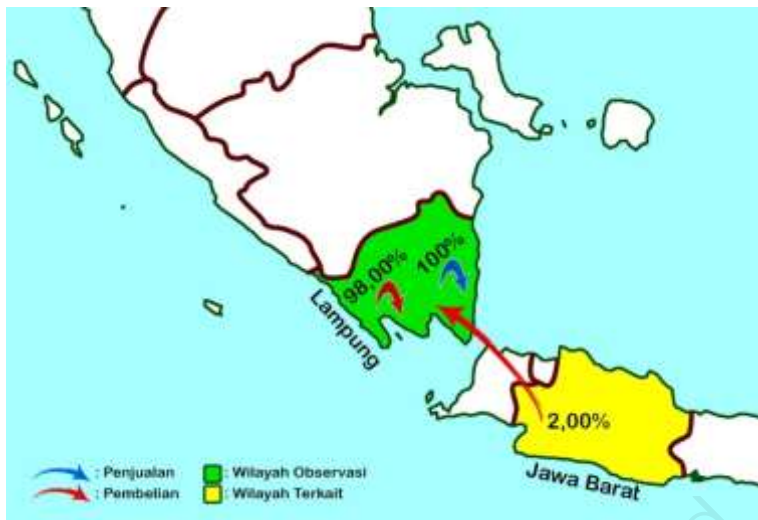 98,00%
100%
Lampung
2,00%
Jawa Barat
: Penjualan
: Wilayah Observasi
: Pembelian
: Wilayah Terkait